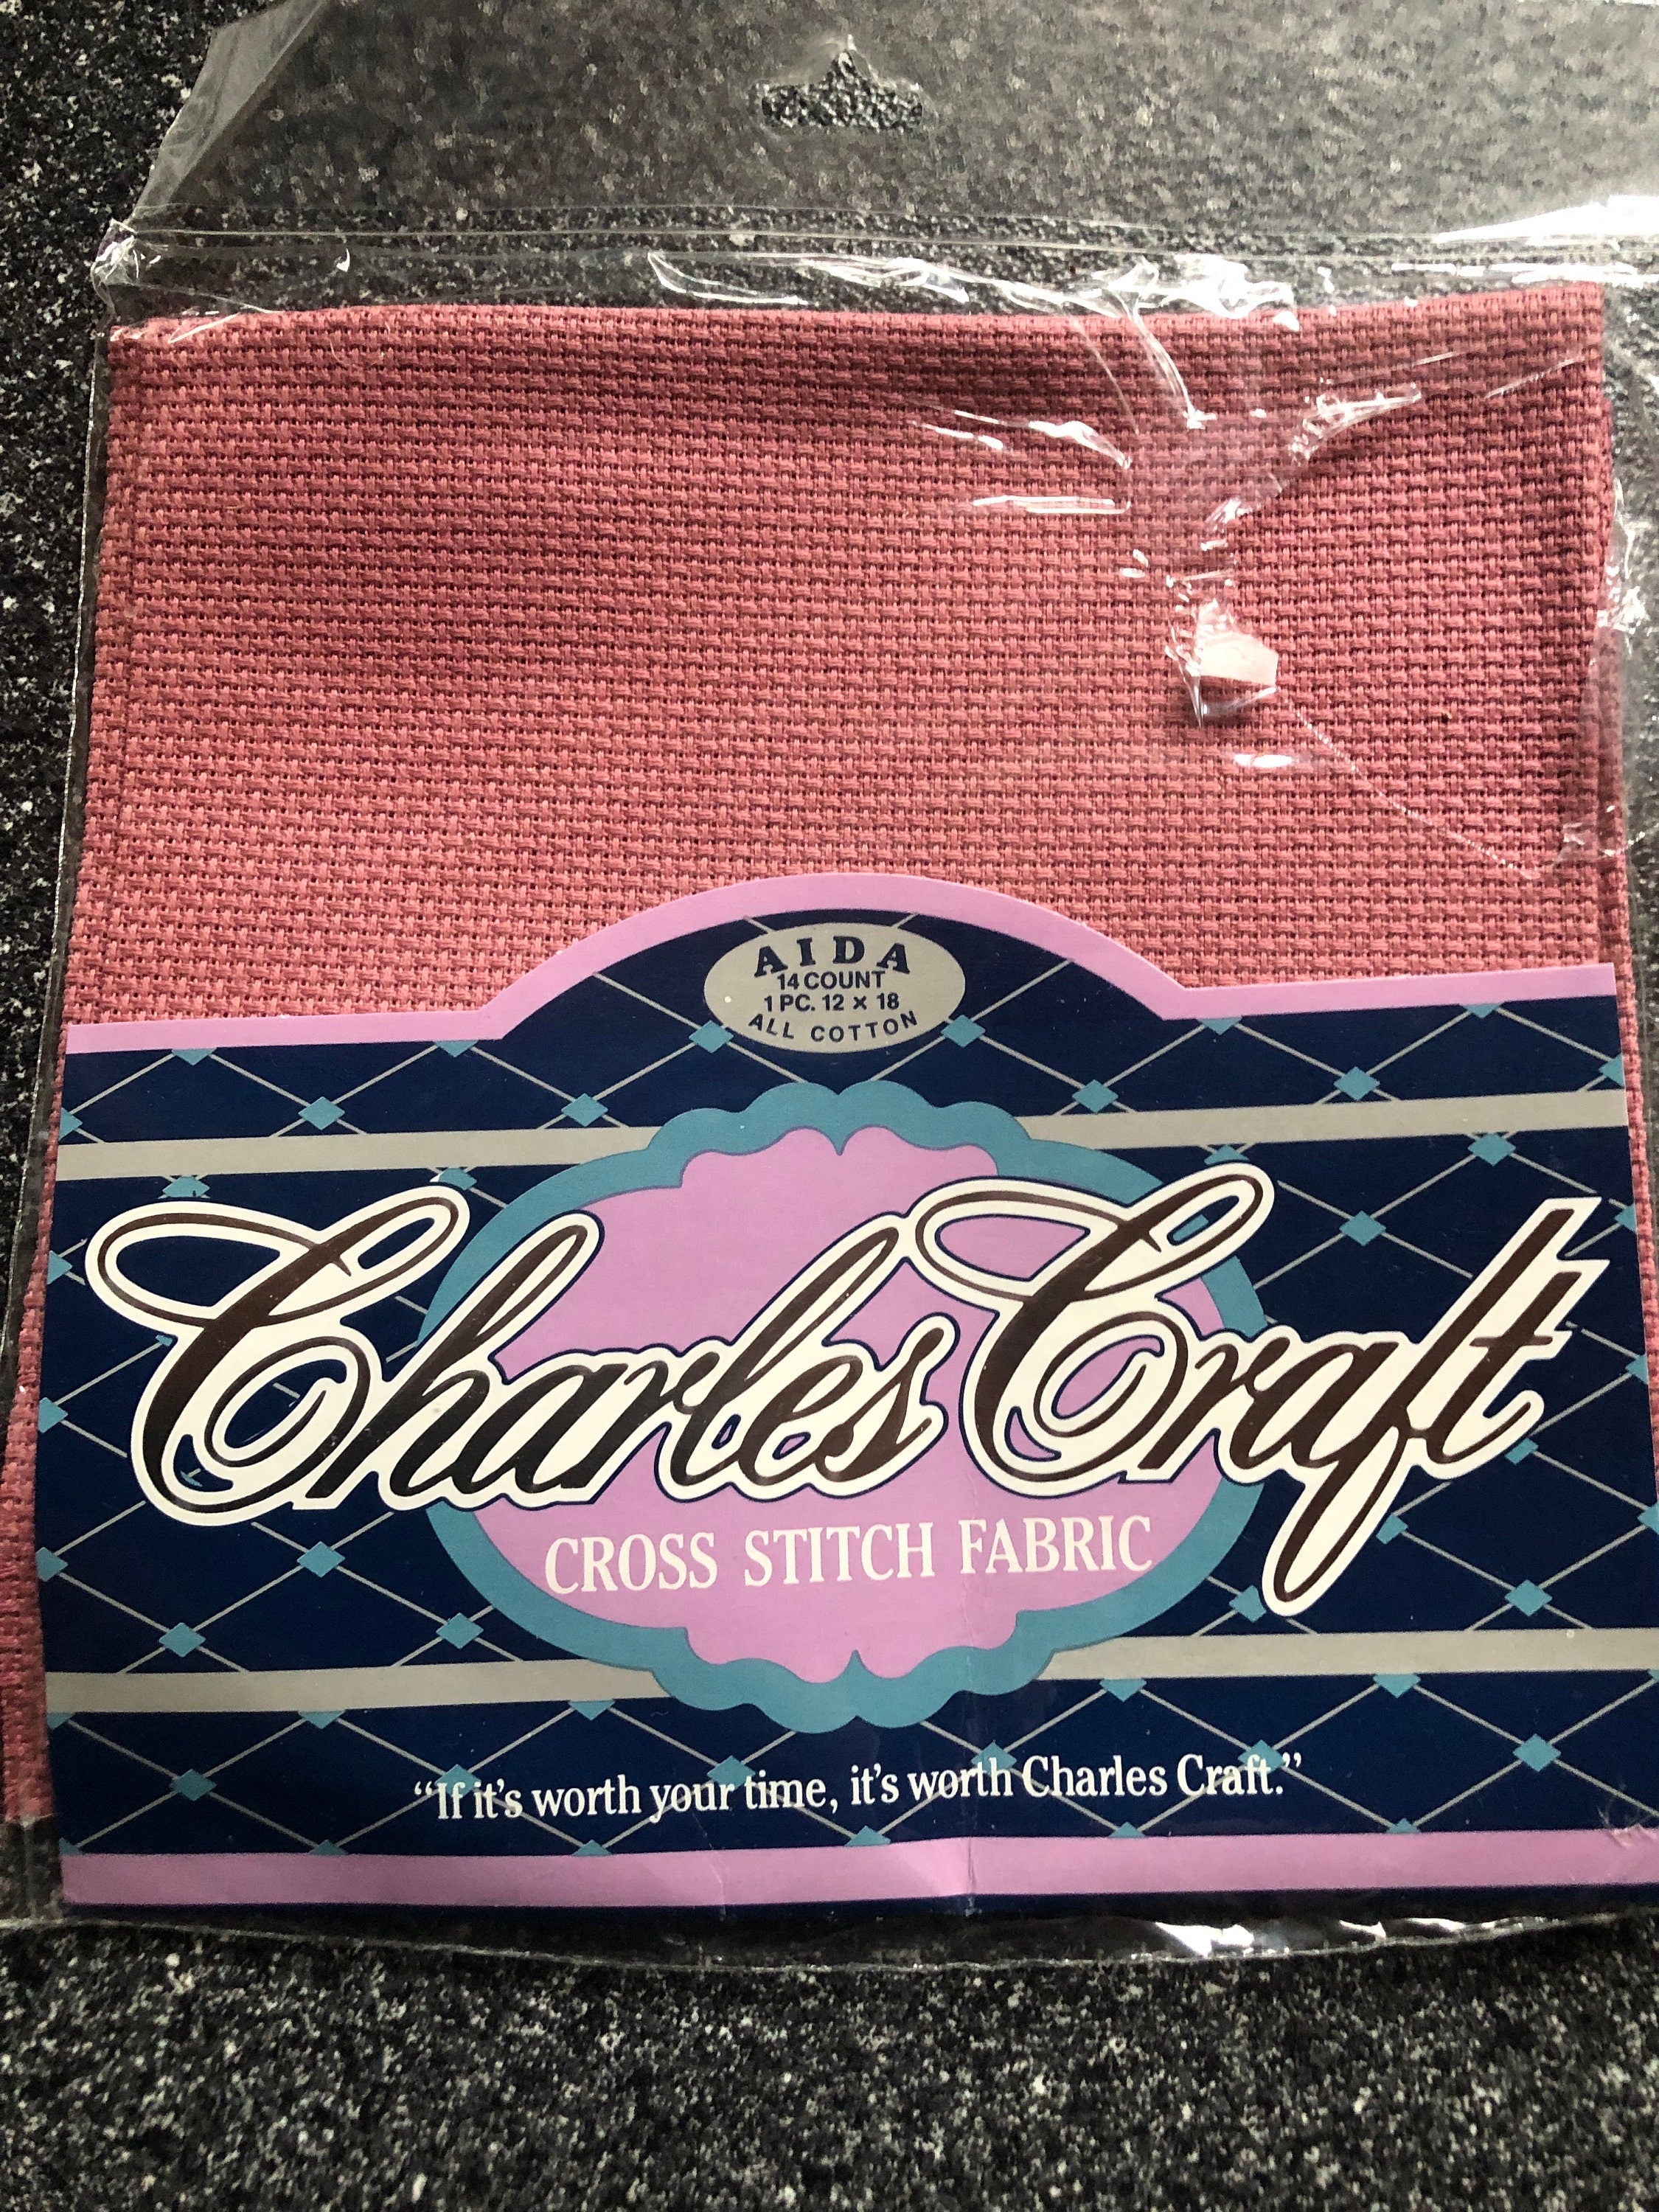 AIDA
14 COUNT
1 PC. 12 x 18
ALL COTTON
Charles Craft
CROSS STITCH FABRIC
“If it’s worth your time, it’s worth Charles Craft.”